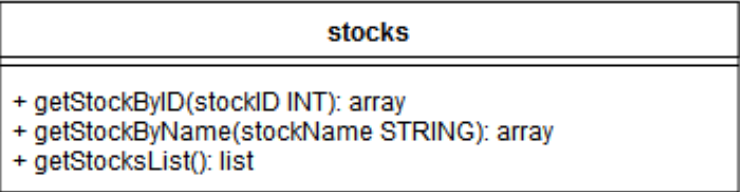 stocks
+ getStockByID(stockID INT): array
+ getStockByName(stockName STRING): array
+ getStocksList(): list